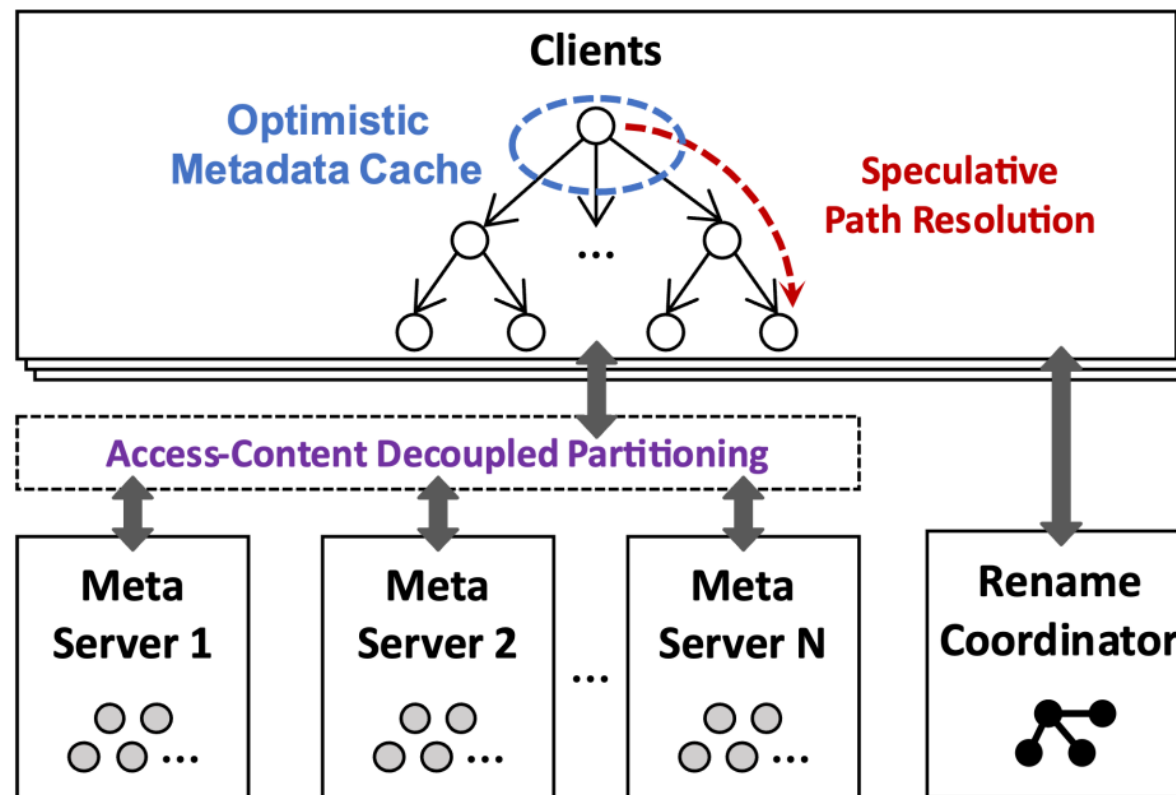 Clients
Optimistic
Metadata Cache
Speculative
Path Resolution
...
Access-Content Decoupled Partitioning
Meta
Server 1
...
Meta
Server 2
...
...
Meta
Server N
...
Rename
Coordinator